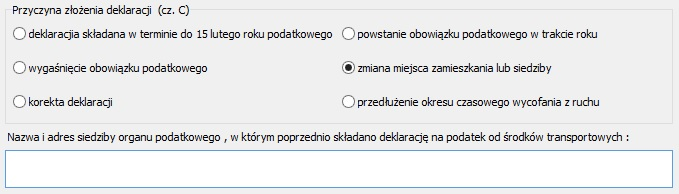 Przyczyna złożenia deklaracji (cz. C)
deklaracjia składana w terminie do 15 lutego roku podatkowego
powstanie obowiązku podatkowego w trakcie roku
wygaśnięcie obowiązku podatkowego
zmiana miejsca zamieszkania lub siedziby
korekta deklaracji
przedłużenie okresu czasowego wycofania z ruchu
Nazwa i adres siedziby organu podatkowego , w którym poprzednio składano deklarację na podatek od środków transportowych :